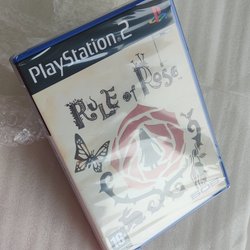 PlayStation 2
RULE of ROSE